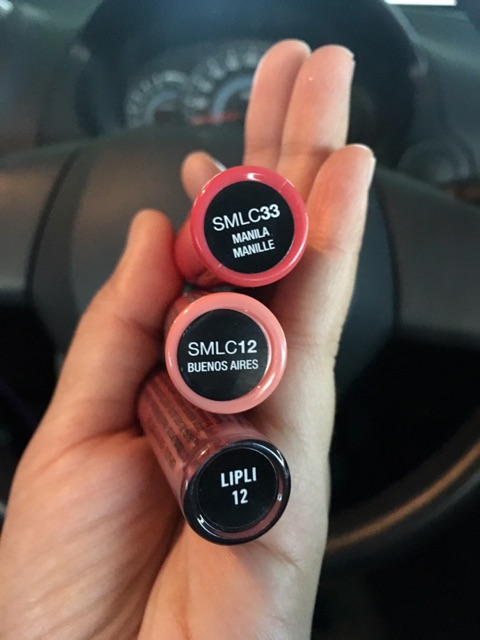 SMLC33
MANILA
MANILLE
SMLC12
BUENOS AIRES
LIPLI
12